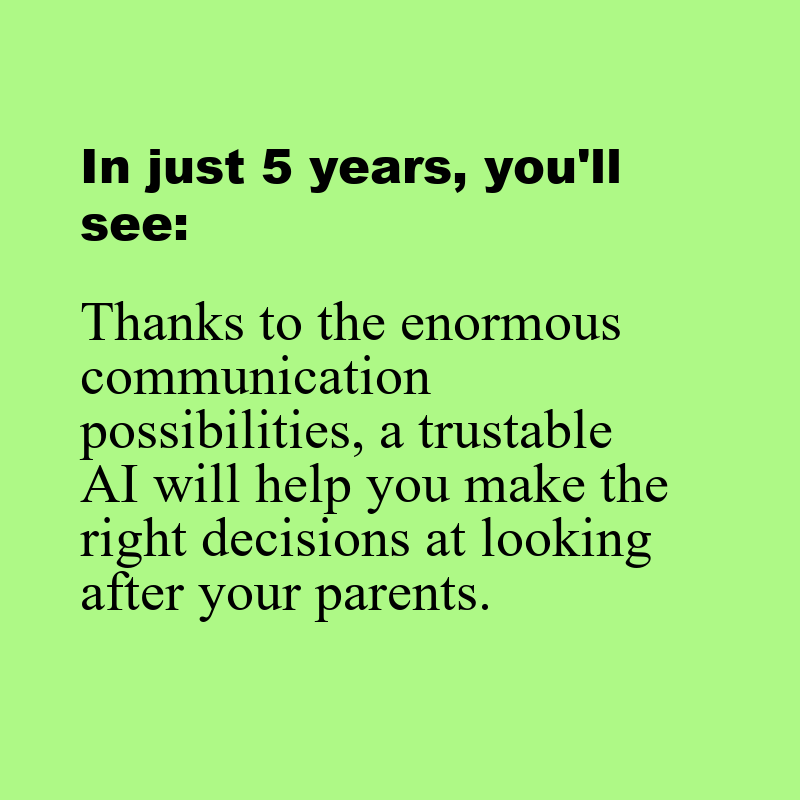 In just 5 years, you'll
see:
Thanks to the enormous
communication
possibilities, a trustable
AI will help you make the
right decisions at looking
after your parents.